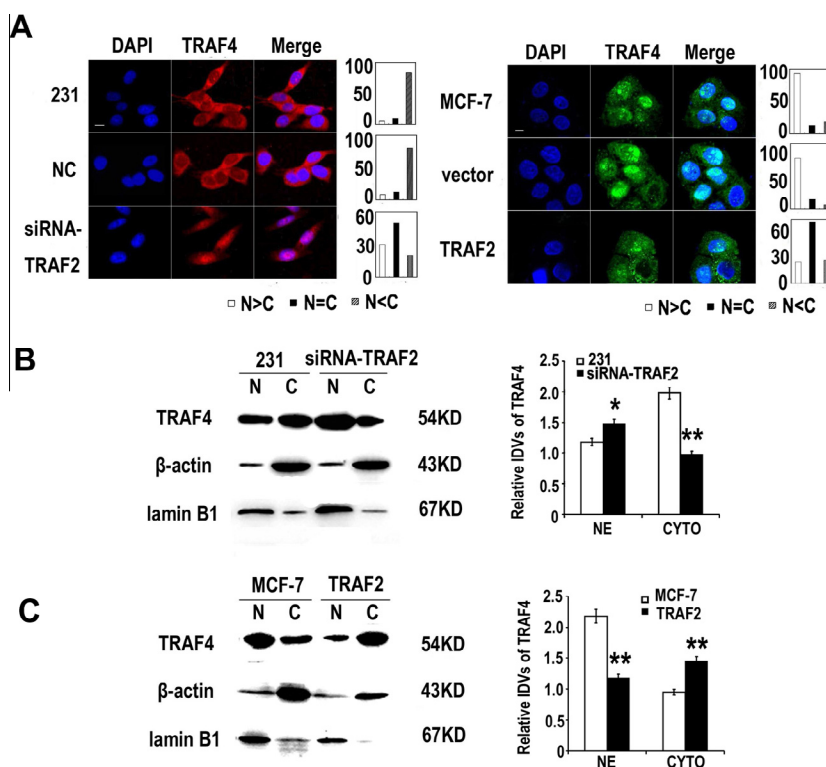 A
DAPI TRAF4 Merge
231
100
50
0
NC
100
50
0
siRNA-
TRAF2
60
30
0
N>C N=C N<C
DAPI TRAF4 Merge
MCF-7
100
50
0
vector
100
50
0
TRAF2
60
30
0
N>C N=C N<C
B
231 siRNA-TRAF2
N C N C
TRAF4 54KD
β-actin 43KD
lamin B1 67KD
Relative IDVs of TRAF4
2.5
2.0
1.5
1.0
0.5
0
231
siRNA-TRAF2
*
**
NE CYTO
C
MCF-7 TRAF2
N C N C
TRAF4 54KD
β-actin 43KD
lamin B1 67KD
Relative IDVs of TRAF4
2.5
2.0
1.5
1.0
0.5
0
MCF-7
TRAF2
**
**
NE CYTO